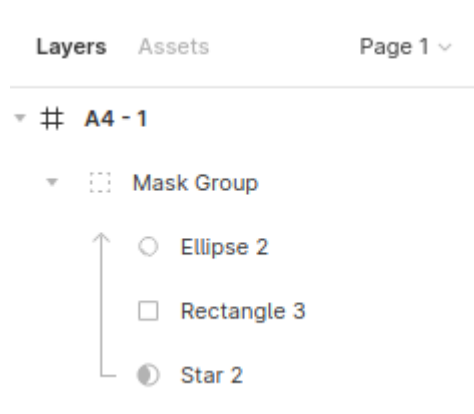 Layers Assets Page 1
A4 - 1
Mask Group
Ellipse 2
Rectangle 3
Star 2